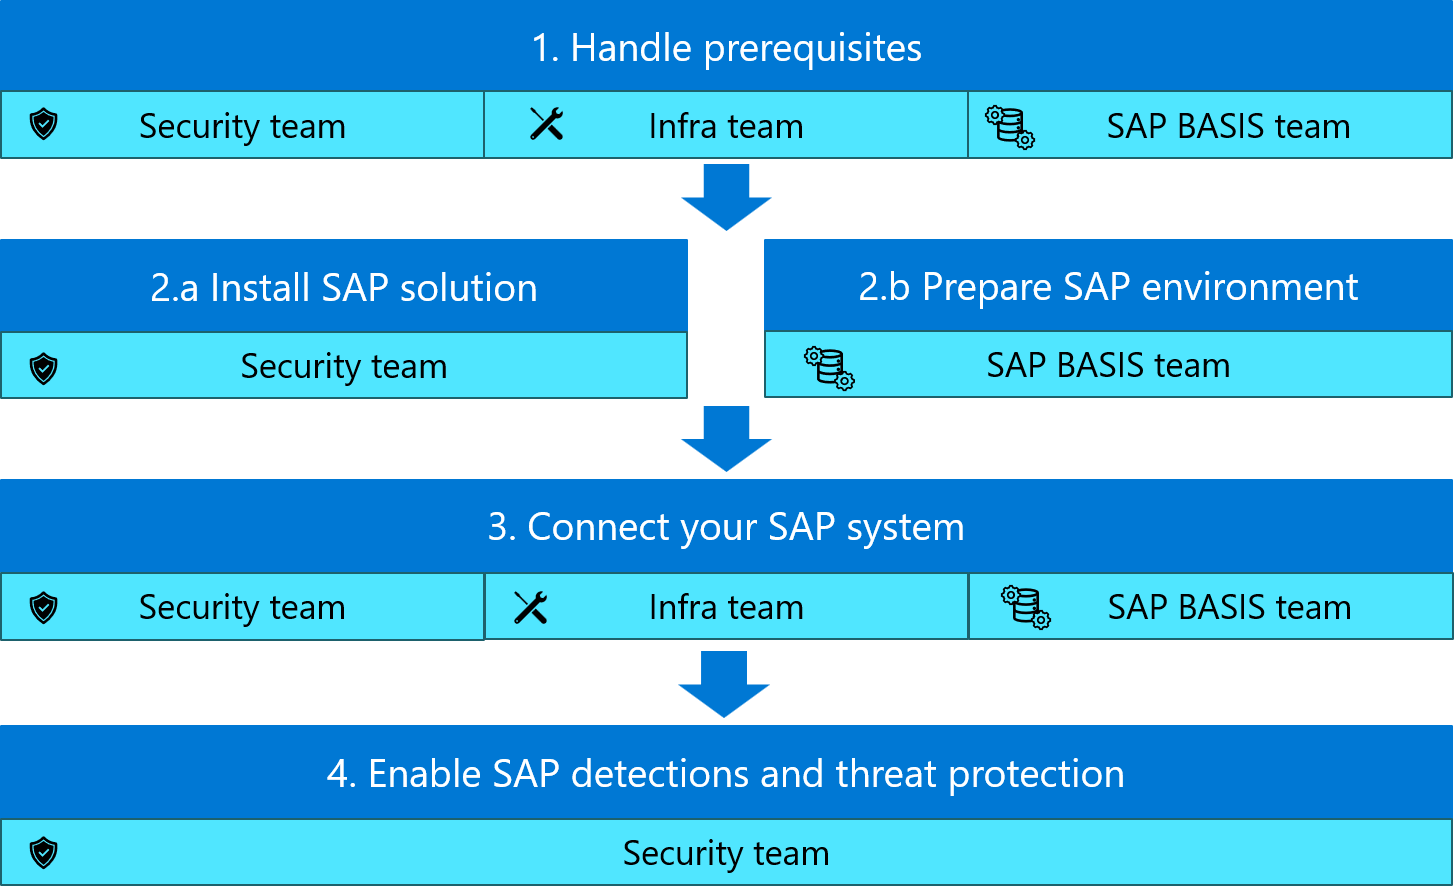 1. Handle prerequisites
Security team
Infra team
SAP BASIS team
2.a Install SAP solution
Security team
2.b Prepare SAP environment
SAP BASIS team
3. Connect your SAP system
Security team
Infra team
SAP BASIS team
4. Enable SAP detections and threat protection
Security team